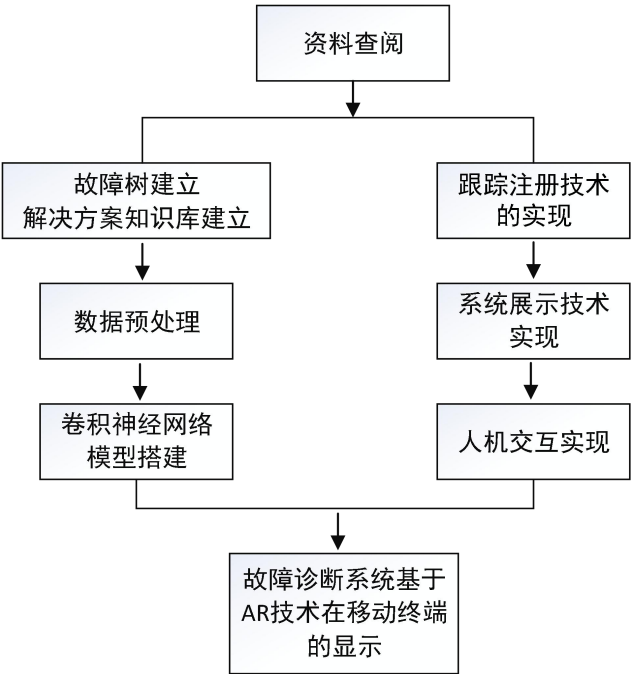 资料查阅
故障树建立
解决方案知识库建立
跟踪注册技术
的实现
数据预处理
系统展示技术
实现
卷积神经网络
模型搭建
人机交互实现
故障诊断系统基于
AR技术在移动终端
的显示